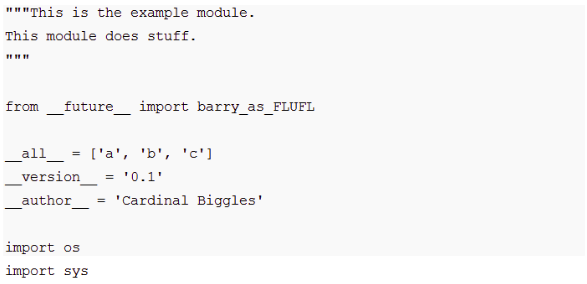 """This is the example module.
This module does stuff.
"""
from __future__ import barry_as_FLUFL
__all__ = ['a', 'b', 'c']
__version__ = '0.1'
__author__ = 'Cardinal Biggles'
import os
import sys